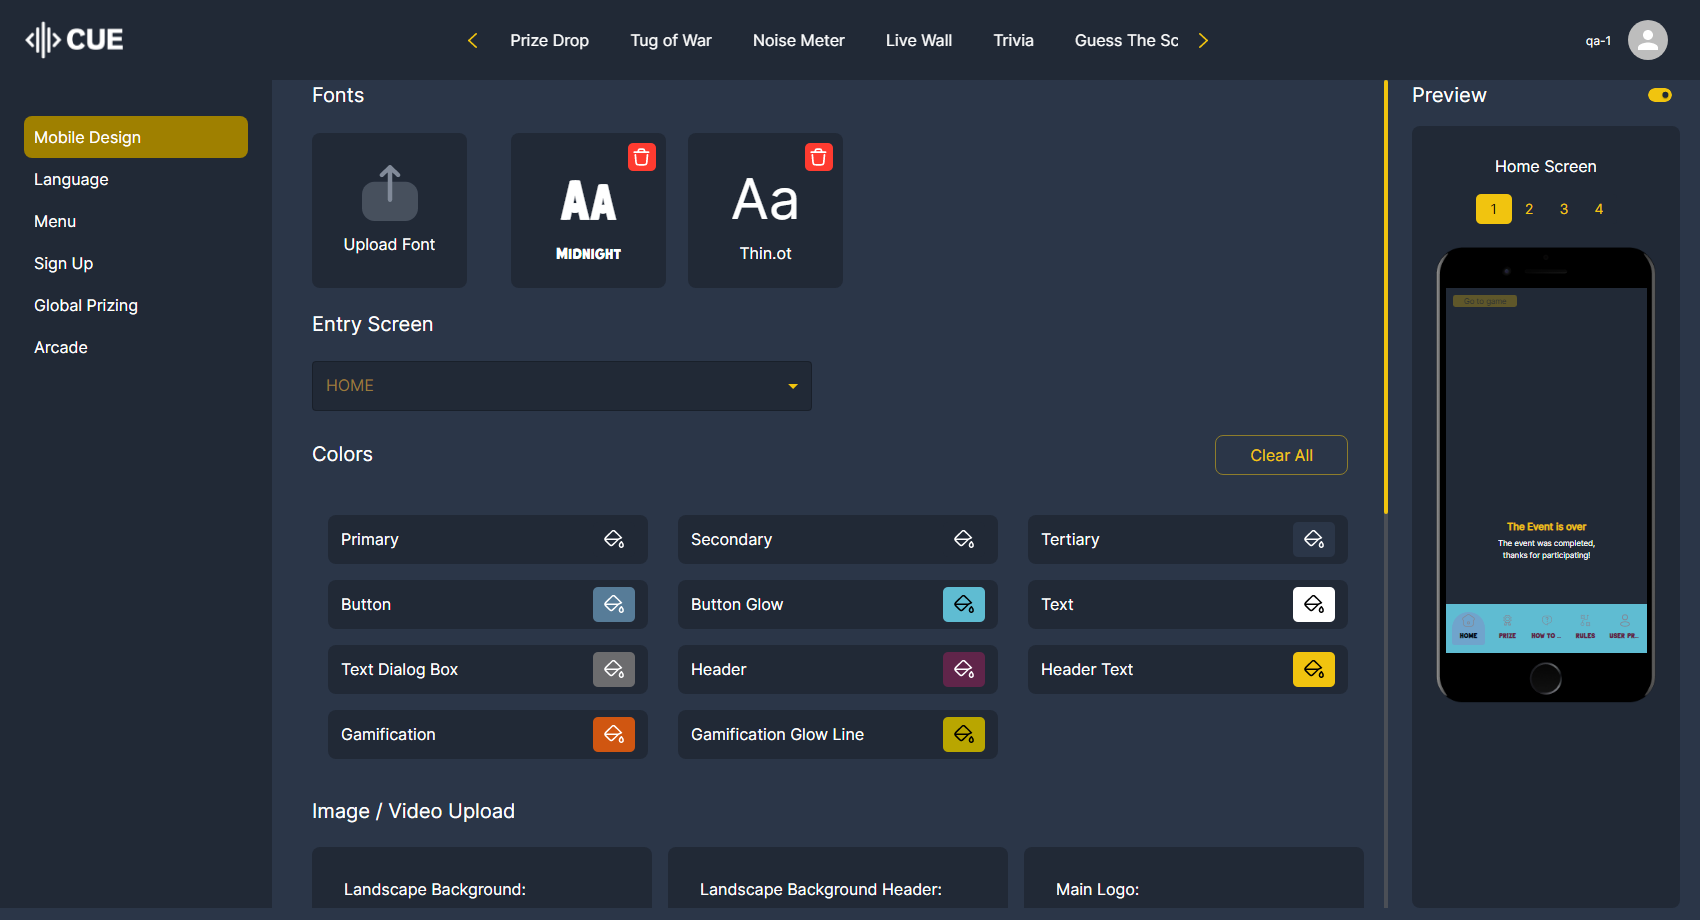 CUE
Prize Drop
Tug of War
Noise Meter
Live Wall
Trivia
Guess The Sc
qa-1
Mobile Design
Language
Menu
Sign Up
Global Prizing
Arcade
Fonts
Upload Font
AA
MIDNIGHT
Aa
Thin.ot
Entry Screen
HOME
Colors
Clear All
Primary
Secondary
Tertiary
Button
Button Glow
Text
Text Dialog Box
Header
Header Text
Gamification
Gamification Glow Line
Image / Video Upload
Landscape Background:
Landscape Background Header:
Main Logo:
Preview
Home Screen
1 2 3 4
Go to game
The Event is over
The event was completed,
thanks for participating!
HOME PRIZE HOW TO ... RULES USER PR...